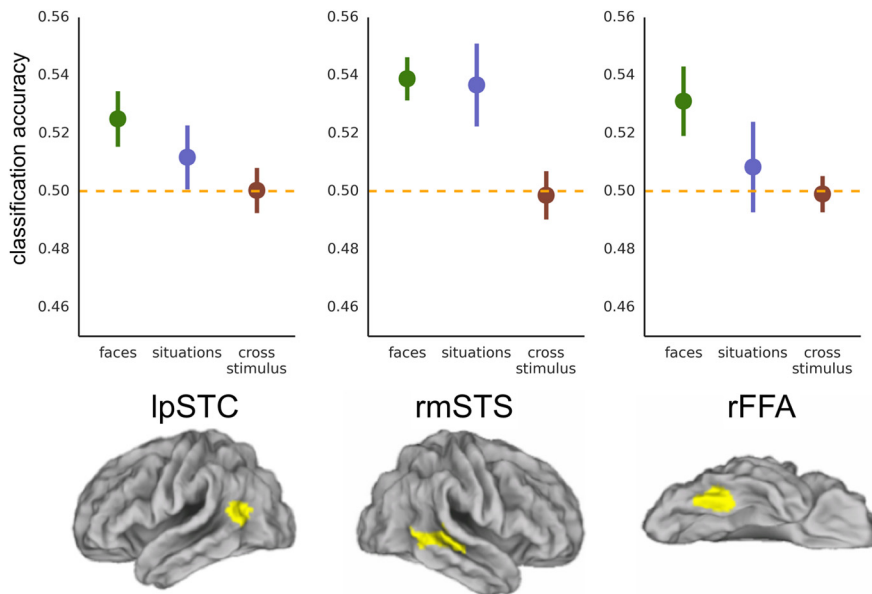 classification accuracy
0.56
0.54
0.52
0.50
0.48
0.46
faces situations cross
stimulus
0.56
0.54
0.52
0.50
0.48
0.46
faces situations cross
stimulus
0.56
0.54
0.52
0.50
0.48
0.46
faces situations cross
stimulus
lpSTC
rmSTS
rFFA